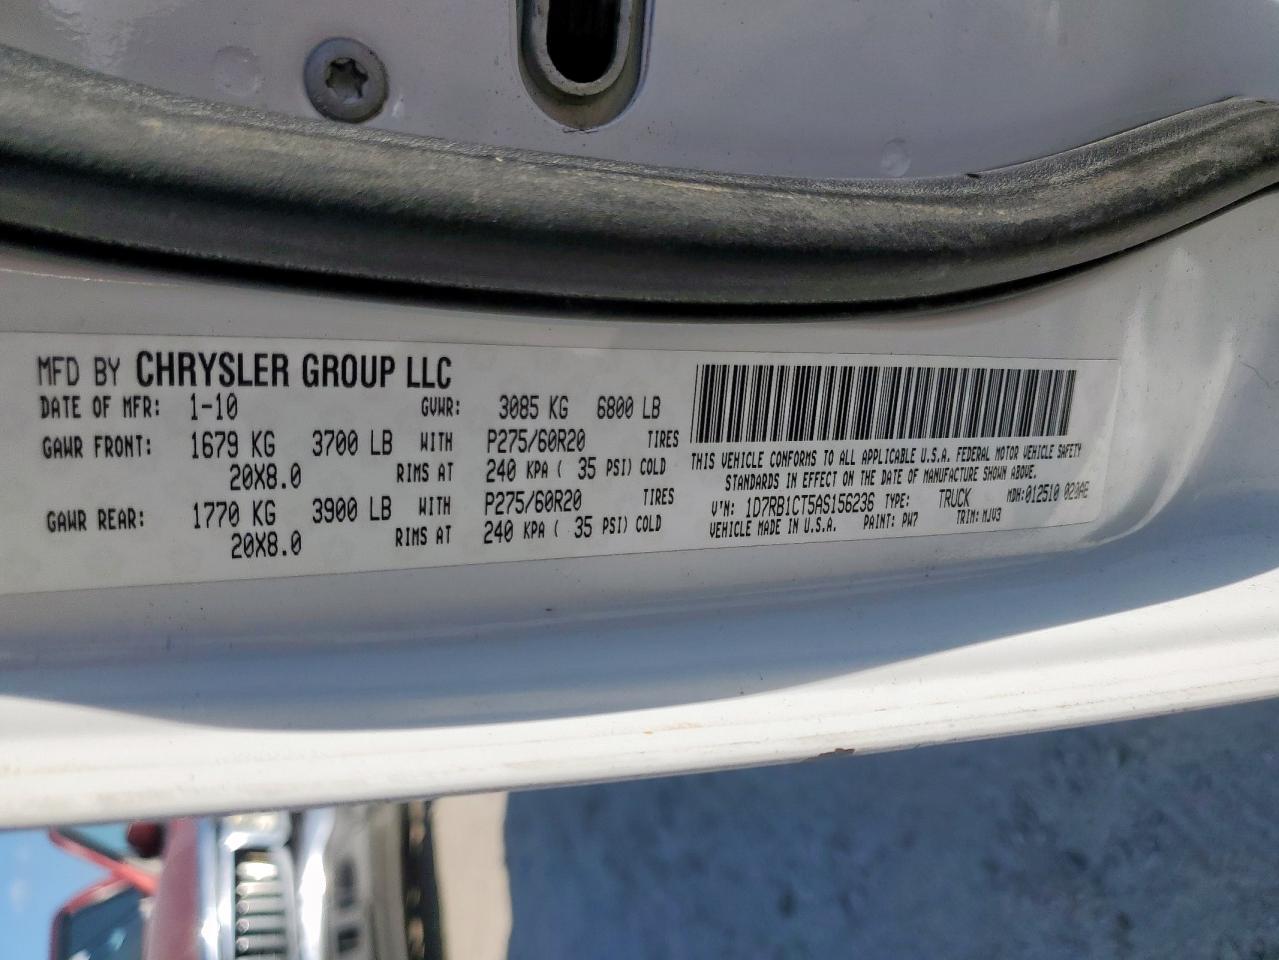 MFD BY CHRYSLER GROUP LLC
DATE OF MFR: 1-10 GVWR: 3085 KG 6800 LB
GAWR FRONT: 1679 KG 3700 LB WITH P275/60R20 TIRES
20X8.0 RIMS AT 240 KPA ( 35 PSI) COLD
GAWR REAR: 1770 KG 3900 LB WITH P275/60R20 TIRES
20X8.0 RIMS AT 240 KPA ( 35 PSI) COLD
THIS VEHICLE CONFORMS TO ALL APPLICABLE U.S.A. FEDERAL MOTOR VEHICLE SAFETY
STANDARDS IN EFFECT ON THE DATE OF MANUFACTURE SHOWN ABOVE.
V'N: 1D7RB1CT5AS156236 TYPE: TRUCK MDH: 012510 020AE
VEHICLE MADE IN U.S.A. PAINT: PW7 TRIM: MJV3